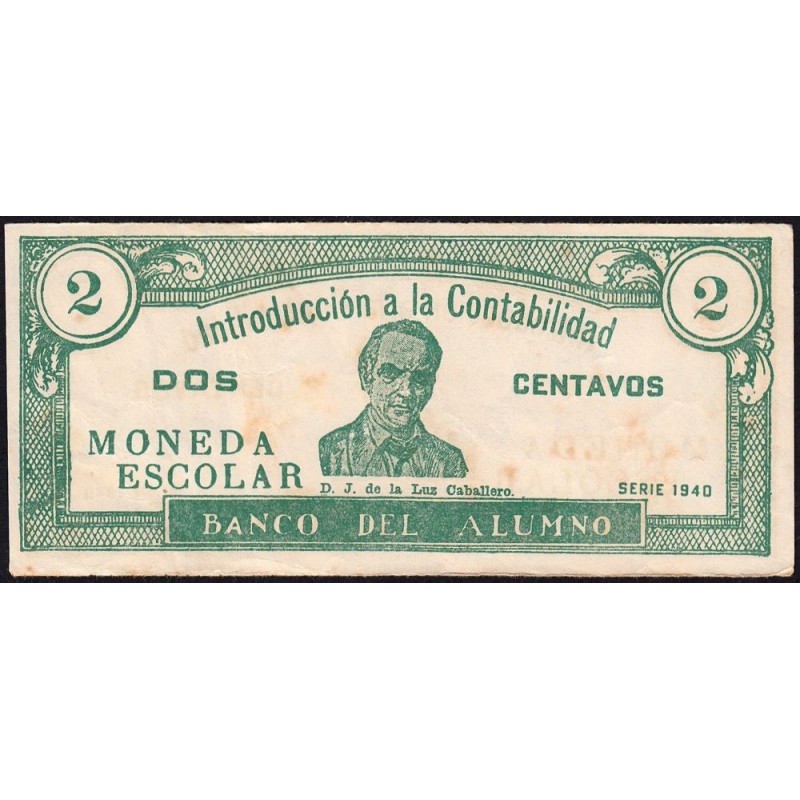 2 2
Introducción a la Contabilidad
DOS CENTAVOS
MONEDA
ESCOLAR
D. J. de la Luz Caballero.
SERIE 1940
BANCO DEL ALUMNO